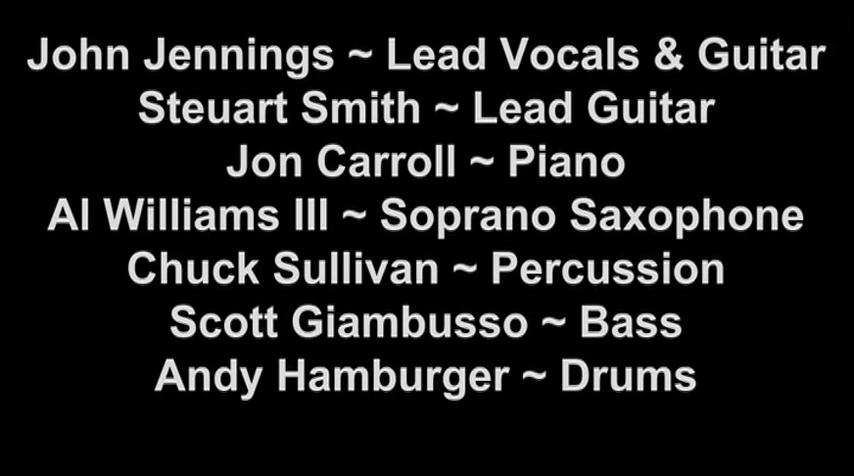 John Jennings ~ Lead Vocals & Guitar
Steuart Smith ~ Lead Guitar
Jon Carroll ~ Piano
Al Williams III ~ Soprano Saxophone
Chuck Sullivan ~ Percussion
Scott Giambusso ~ Bass
Andy Hamburger ~ Drums